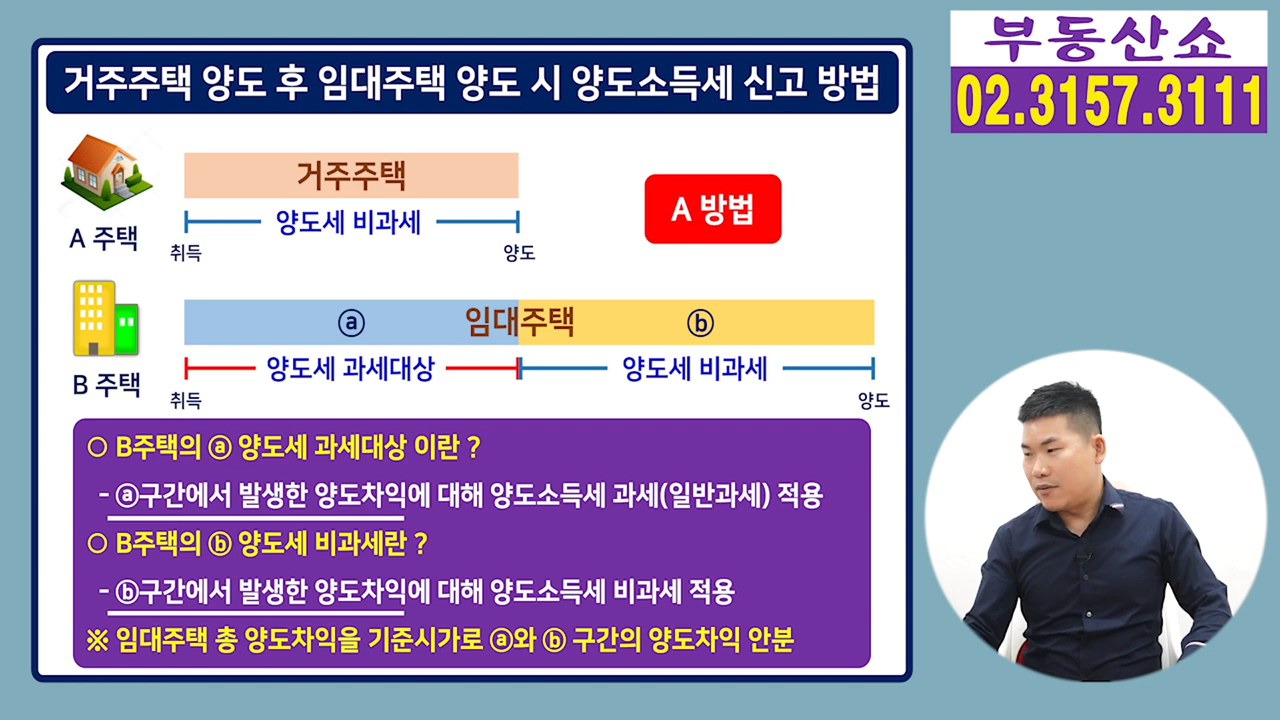 부동산쇼
02.3157.3111
거주주택 양도 후 임대주택 양도 시 양도소득세 신고 방법
거주주택
A 방법
양도세 비과세
A 주택
취득
양도
ⓐ 임대주택 ⓑ
양도세 과세대상
양도세 비과세
B 주택
취득
양도
○ B주택의 ⓐ 양도세 과세대상 이란 ?
- ⓐ구간에서 발생한 양도차익에 대해 양도소득세 과세(일반과세) 적용
○ B주택의 ⓑ 양도세 비과세란 ?
- ⓑ구간에서 발생한 양도차익에 대해 양도소득세 비과세 적용
※ 임대주택 총 양도차익을 기준시가로 ⓐ와 ⓑ 구간의 양도차익 안분